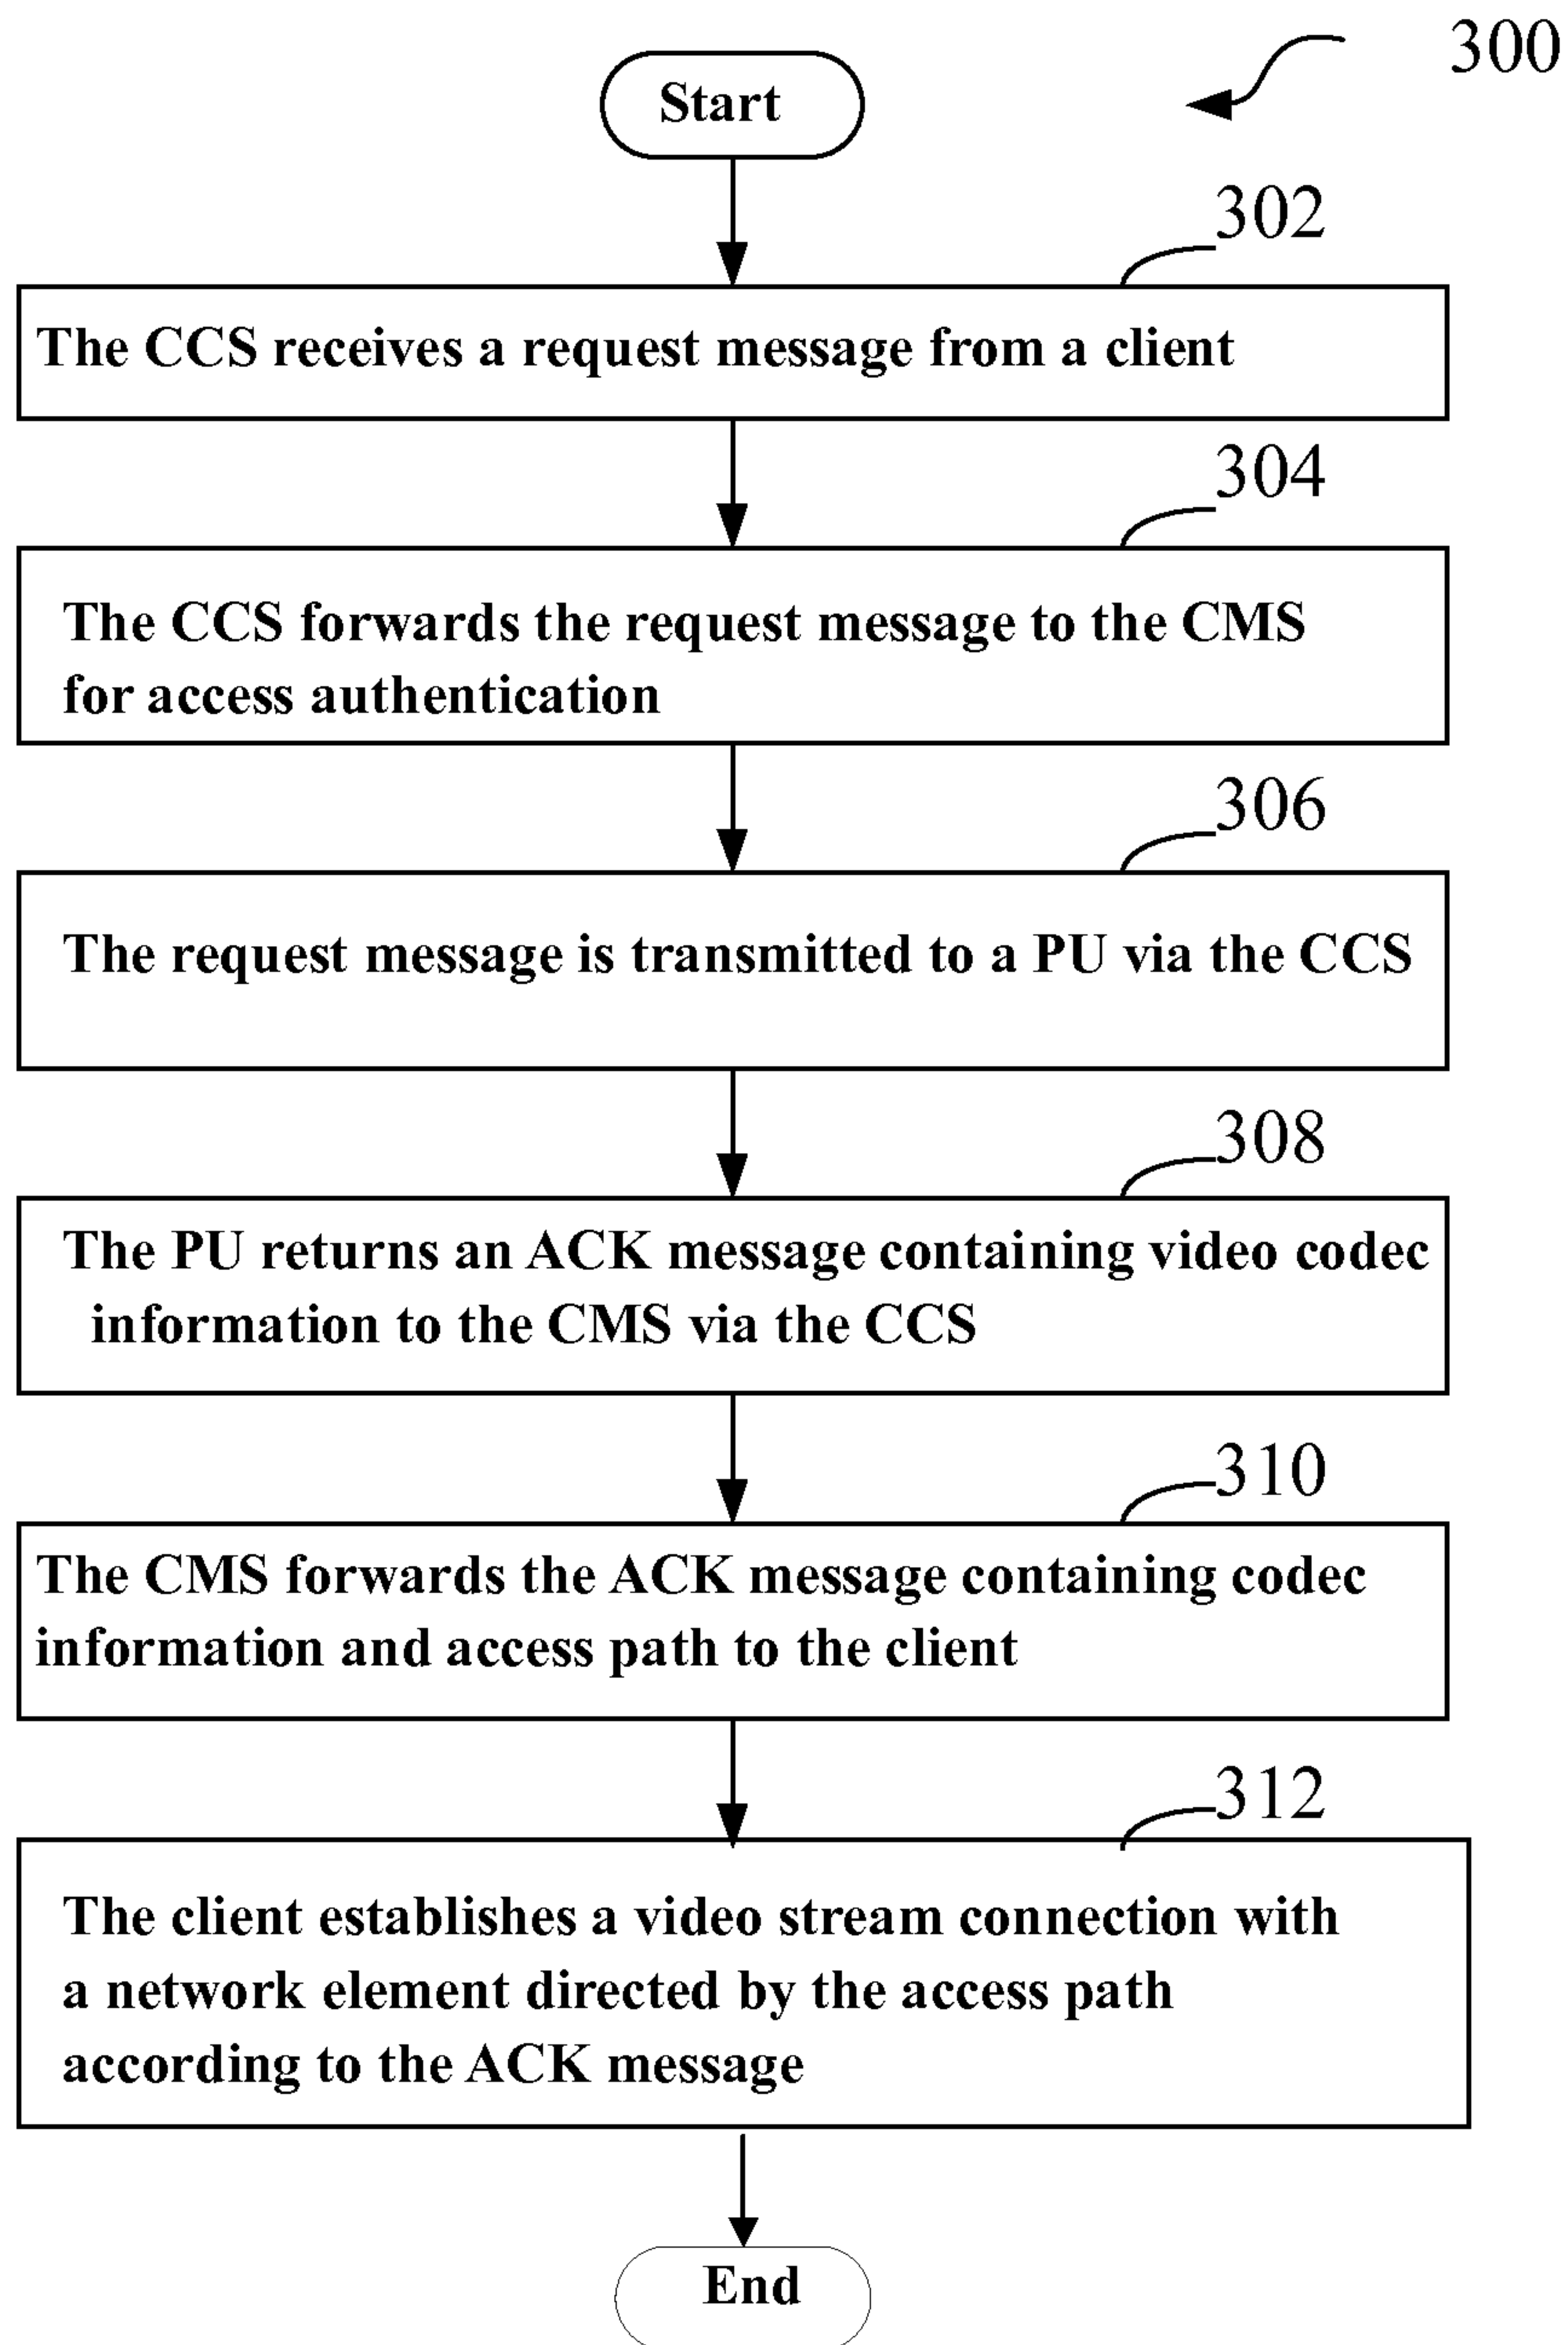 300
Start
302
The CCS receives a request message from a client
304
The CCS forwards the request message to the CMS
for access authentication
306
The request message is transmitted to a PU via the CCS
308
The PU returns an ACK message containing video codec
information to the CMS via the CCS
310
The CMS forwards the ACK message containing codec
information and access path to the client
312
The client establishes a video stream connection with
a network element directed by the access path
according to the ACK message
End